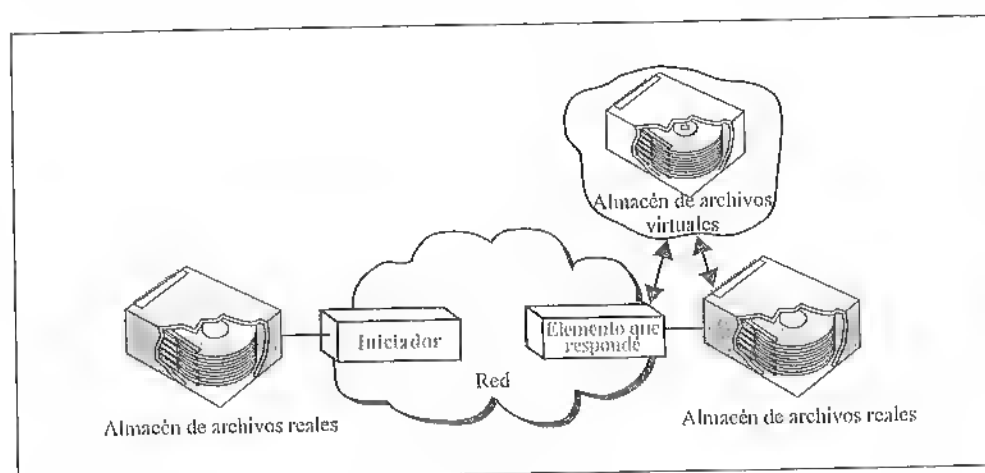 Almacén de archivos
virtuales
Iniciador
Elemento que
responde
Red
Almacén de archivos reales
Almacén de archivos reales